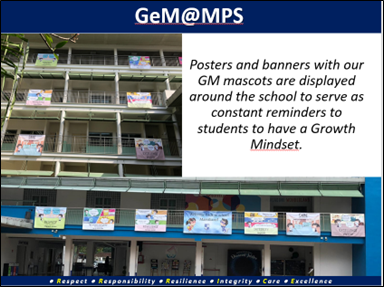 GeM@MPS
Posters and banners with our
GM mascots are displayed
around the school to serve as
constant reminders to
students to have a Growth
Mindset.
# Respect # Responsibility # Resilience # Integrity # Care # Excellence